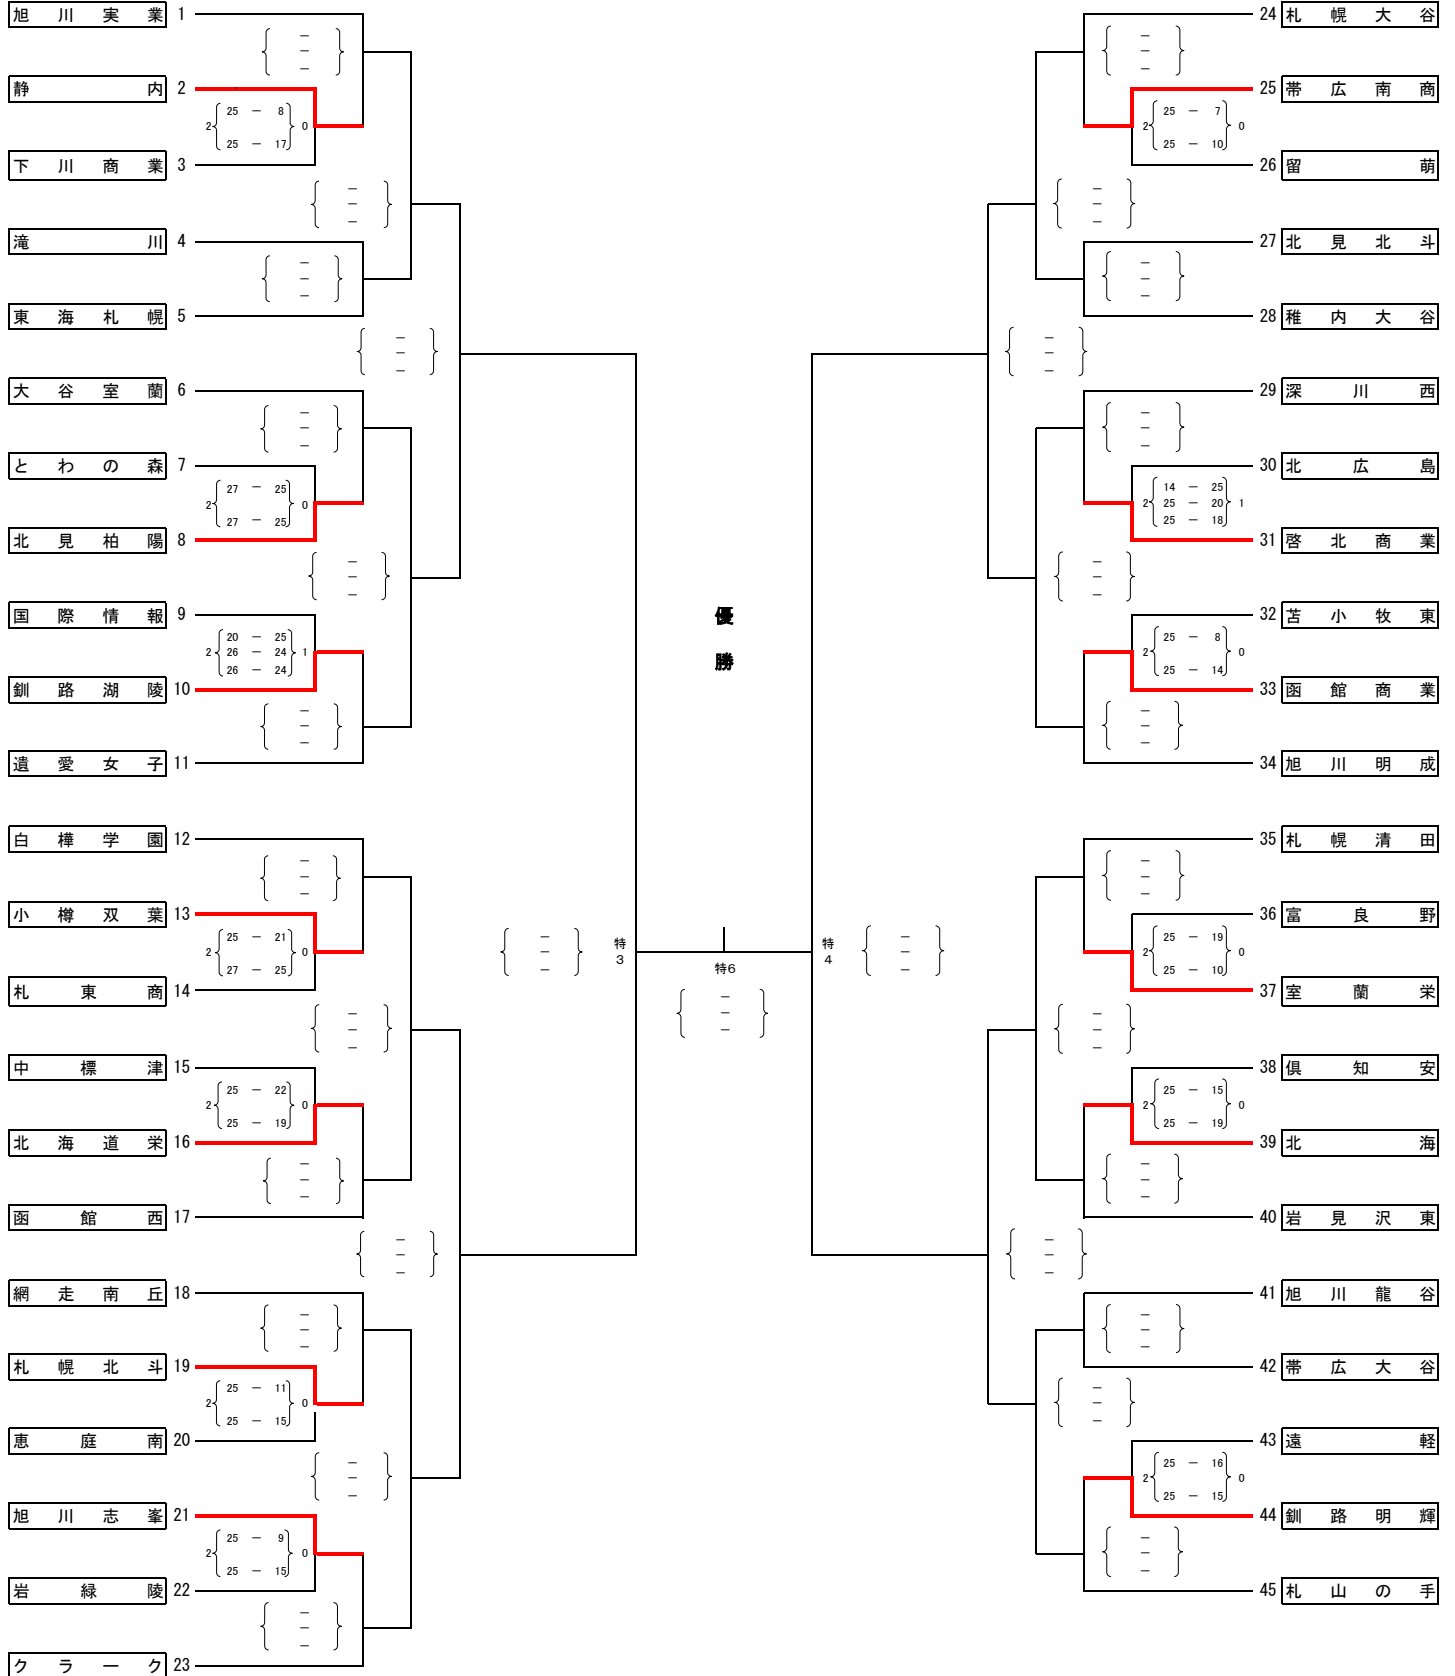 旭川実業 1
静内 2
2 25 － 8 0
25 － 17
下川商業 3
滝川 4
東海札幌 5
大谷室蘭 6
とわの森 7
2 27 － 25 0
27 － 25
北見柏陽 8
国際情報 9
20 － 25
2 26 － 24 1
26 － 24
釧路湖陵 10
遺愛女子 11
白樺学園 12
小樽双葉 13
2 25 － 21 0
27 － 25
札東商 14
中標津 15
2 25 － 22 0
25 － 19
北海道栄 16
函館西 17
網走南丘 18
札幌北斗 19
2 25 － 11 0
25 － 15
恵庭南 20
旭川志峯 21
2 25 － 9 0
25 － 15
岩緑陵 22
クラーク 23
優
勝
特
3
特6
特
4
24 札幌大谷
25 帯広南商
2 25 － 7 0
25 － 10
26 留萌
27 北見北斗
28 稚内大谷
29 深川西
30 北広島
14 － 25
2 25 － 20 1
25 － 18
31 啓北商業
32 苫小牧東
2 25 － 8 0
25 － 14
33 函館商業
34 旭川明成
35 札幌清田
36 富良野
2 25 － 19 0
25 － 10
37 室蘭栄
38 倶知安
2 25 － 15 0
25 － 19
39 北海
40 岩見沢東
41 旭川龍谷
42 帯広大谷
43 遠軽
2 25 － 16 0
25 － 15
44 釧路明輝
45 札山の手